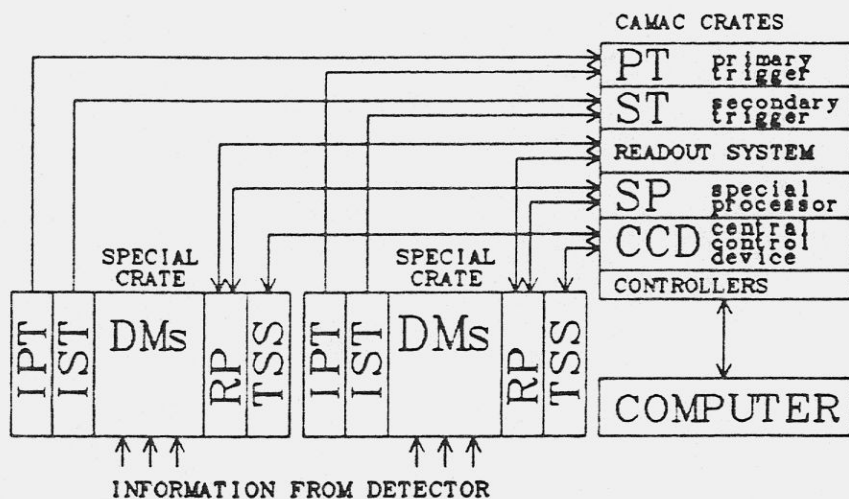 CAMAC CRATES
PT primary trigger
ST secondary trigger
READOUT SYSTEM
SP special processor
CCD central control device
CONTROLLERS
COMPUTER
SPECIAL CRATE
IPT
IST
DMs
RP
TSS
SPECIAL CRATE
IPT
IST
DMs
RP
TSS
INFORMATION FROM DETECTOR